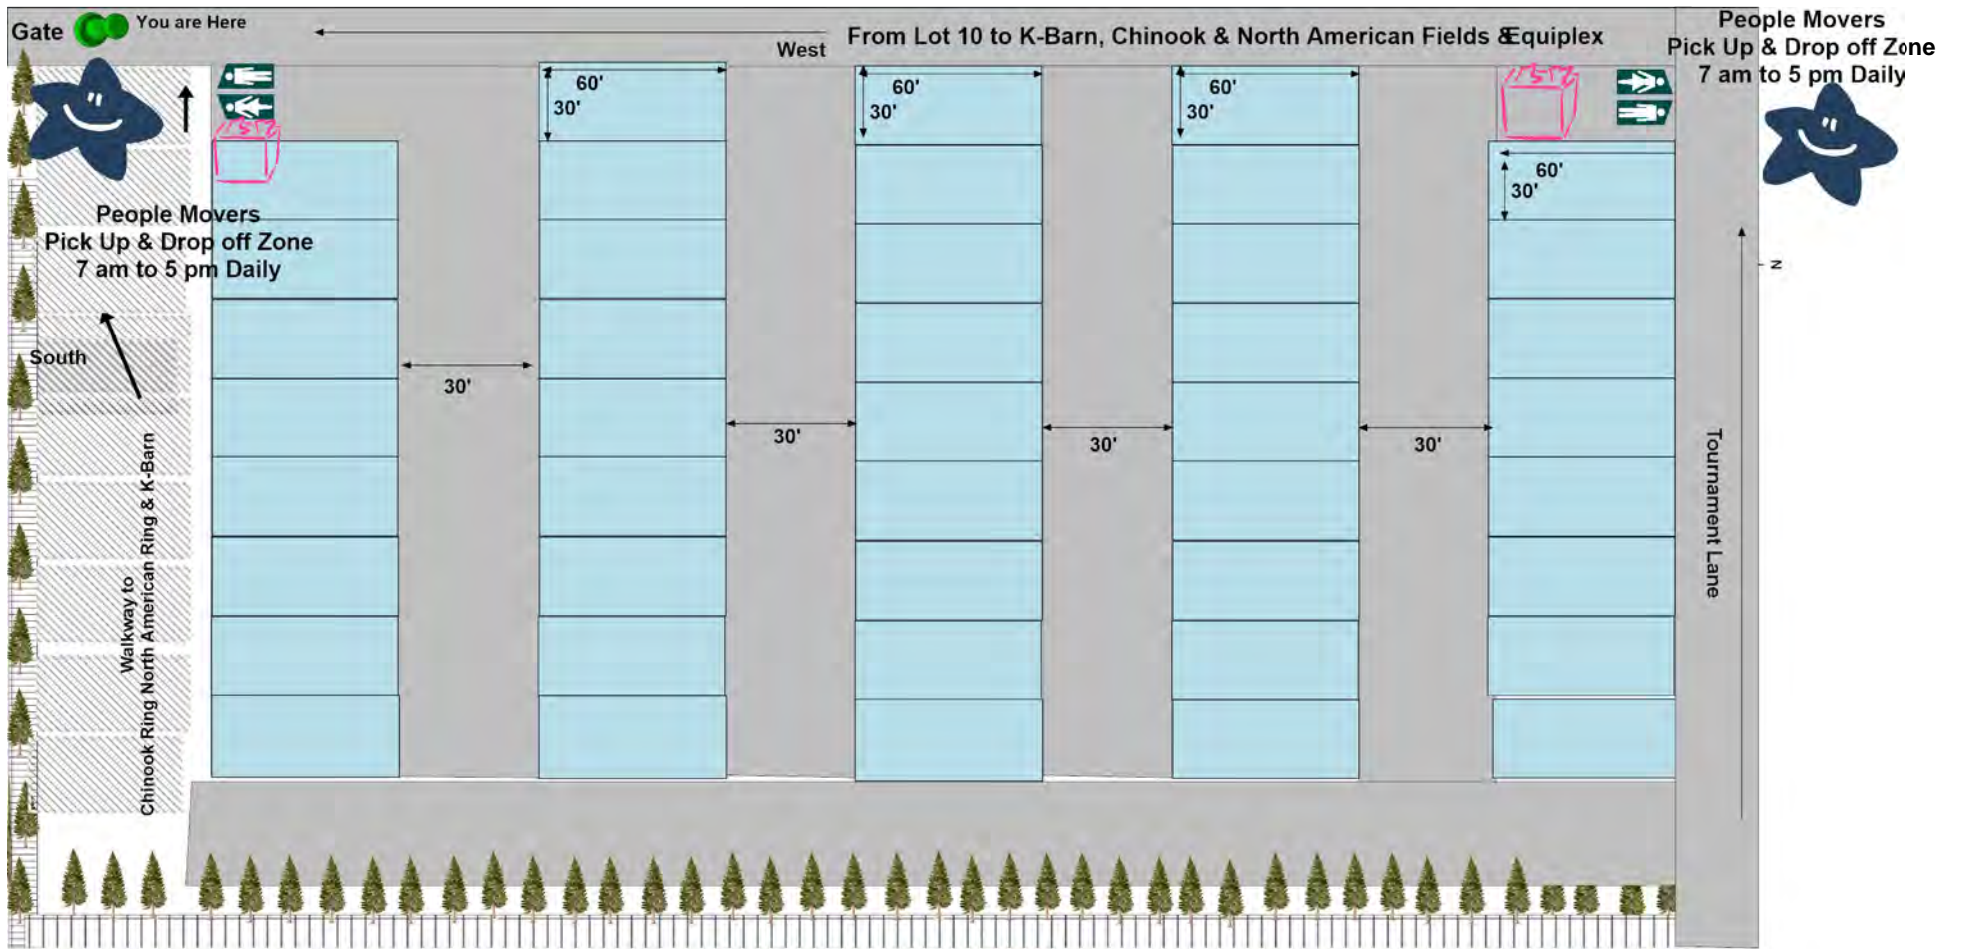 Gate
You are Here
West
From Lot 10 to K-Barn, Chinook & North American Fields &
Equiplex
People Movers
Pick Up & Drop off Zone
7 am to 5 pm Daily
60'
30'
60'
30'
60'
30'
60'
30'
People Movers
Pick Up & Drop off Zone
7 am to 5 pm Daily
N
South
30'
30'
30'
30'
Walkway to
Chinook Ring North American Ring & K-Barn
Tournament Lane